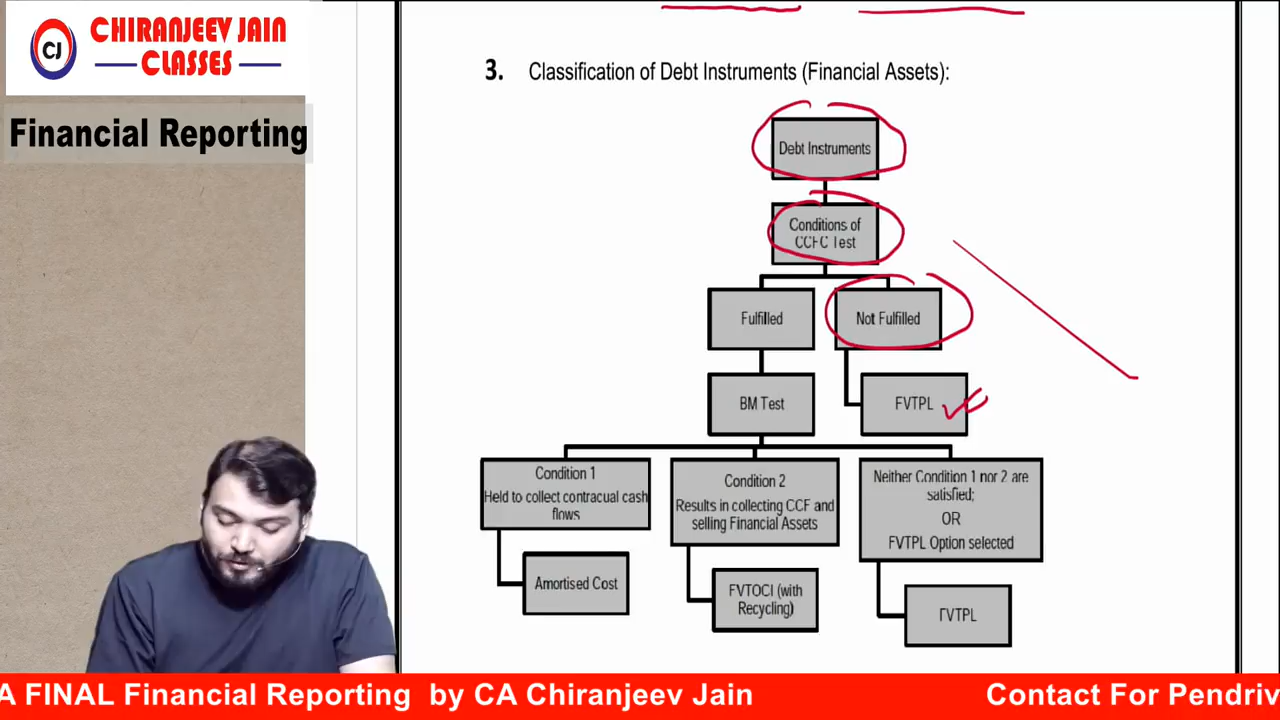 CHIRANJEEV JAIN
CJ
CLASSES
Financial Reporting
3. Classification of Debt Instruments (Financial Assets):
Debt Instruments
Conditions of
CCFC Test
Fulfilled
Not Fulfilled
BM Test
FVTPL
Condition 1
Held to collect contracual cash
flows
Condition 2
Results in collecting CCF and
selling Financial Assets
Neither Condition 1 nor 2 are
satisfied;
OR
FVTPL Option selected
Amortised Cost
FVTOCI (with
Recycling)
FVTPL
A FINAL Financial Reporting by CA Chiranjeev Jain
Contact For Pendriv